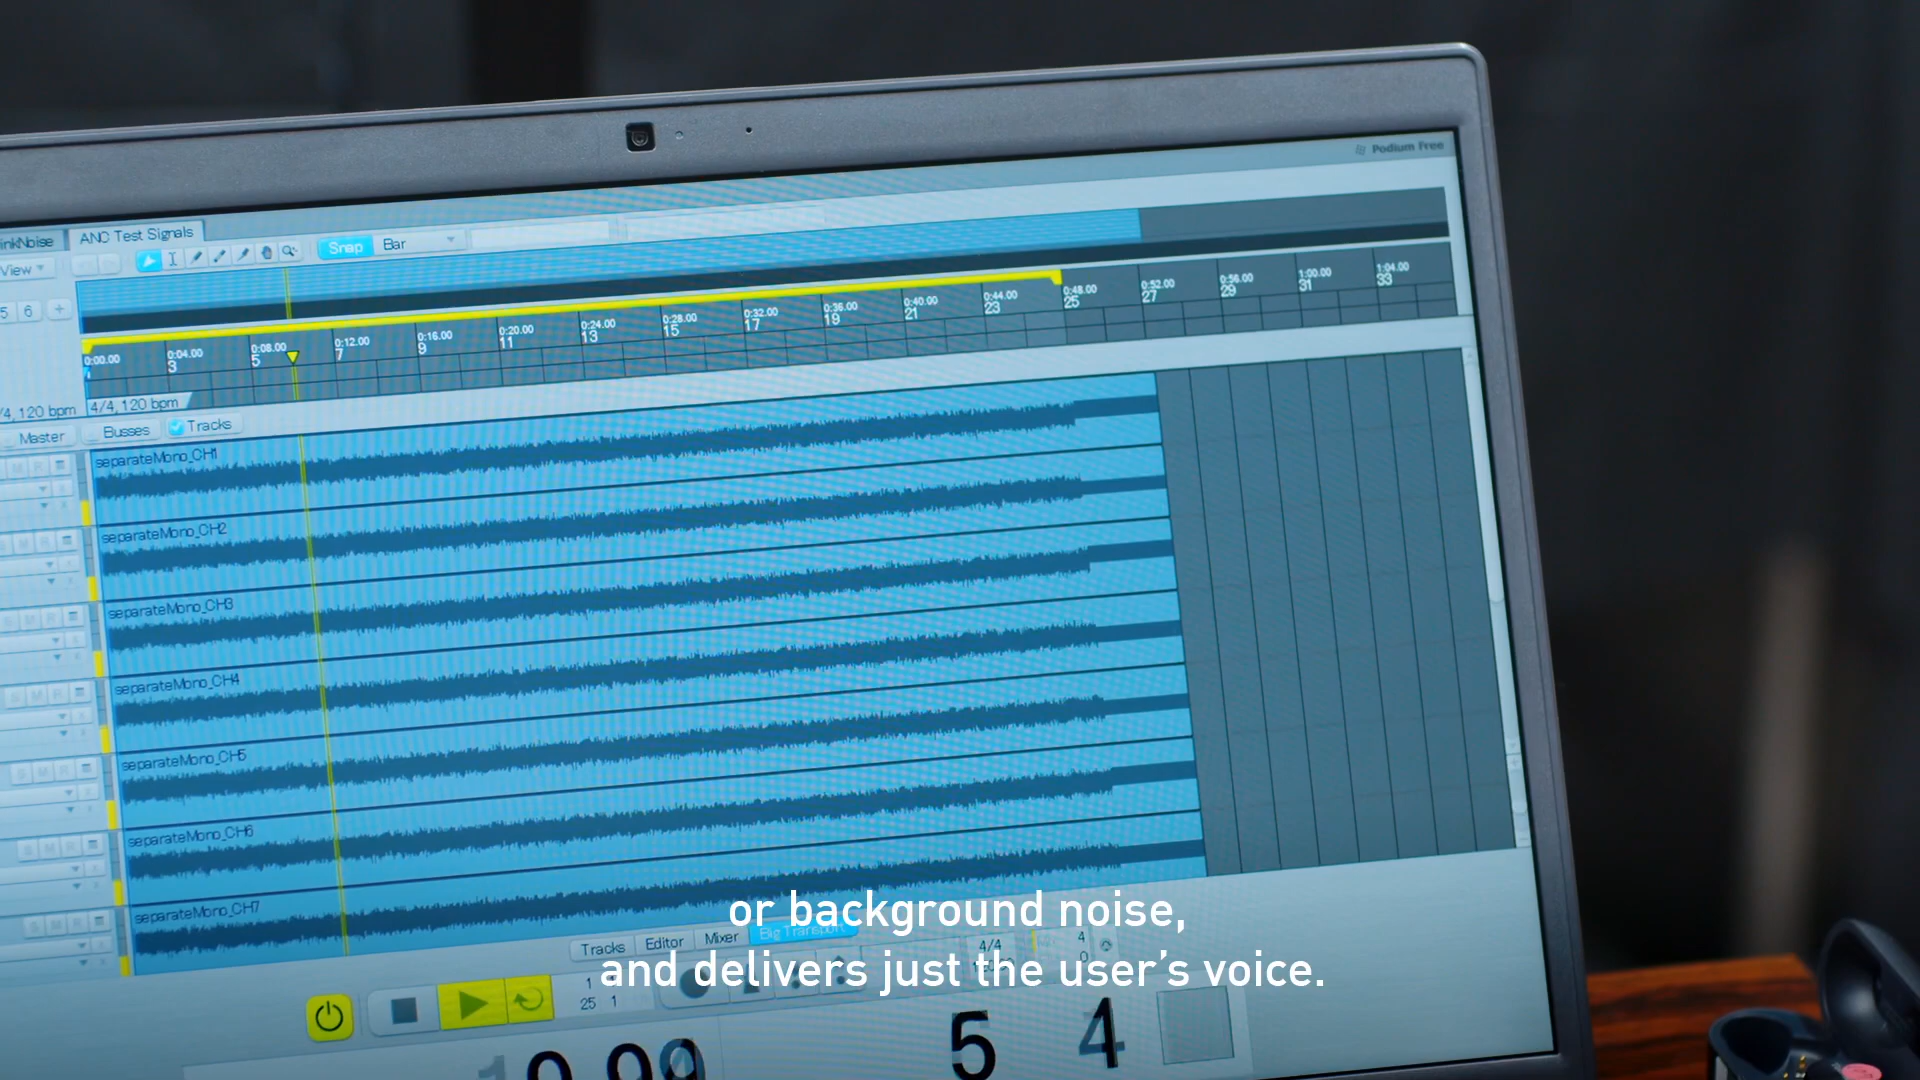 Podium Free
inkNoise
ANC Test Signals
View
Snap
Bar
5 6 +
0:00.00 0:04.00 0:08.00 0:12.00 0:16.00 0:20.00 0:24.00 0:28.00 0:32.00 0:36.00 0:40.00 0:44.00 0:48.00 0:52.00 0:56.00 1:00.00 1:04.00
3 5 7 9 11 13 15 17 19 21 23 25 27 29 31 33
/4, 120 bpm
4/4, 120 bpm
Master
Busses
Tracks
separateMono_CH1
separateMono_CH2
separateMono_CH3
separateMono_CH4
separateMono_CH5
separateMono_CH6
separateMono_CH7
or background noise,
Tracks Editor Mixer Big Transport
4/4
4
0
and delivers just the user's voice.
1
25 1
5 4